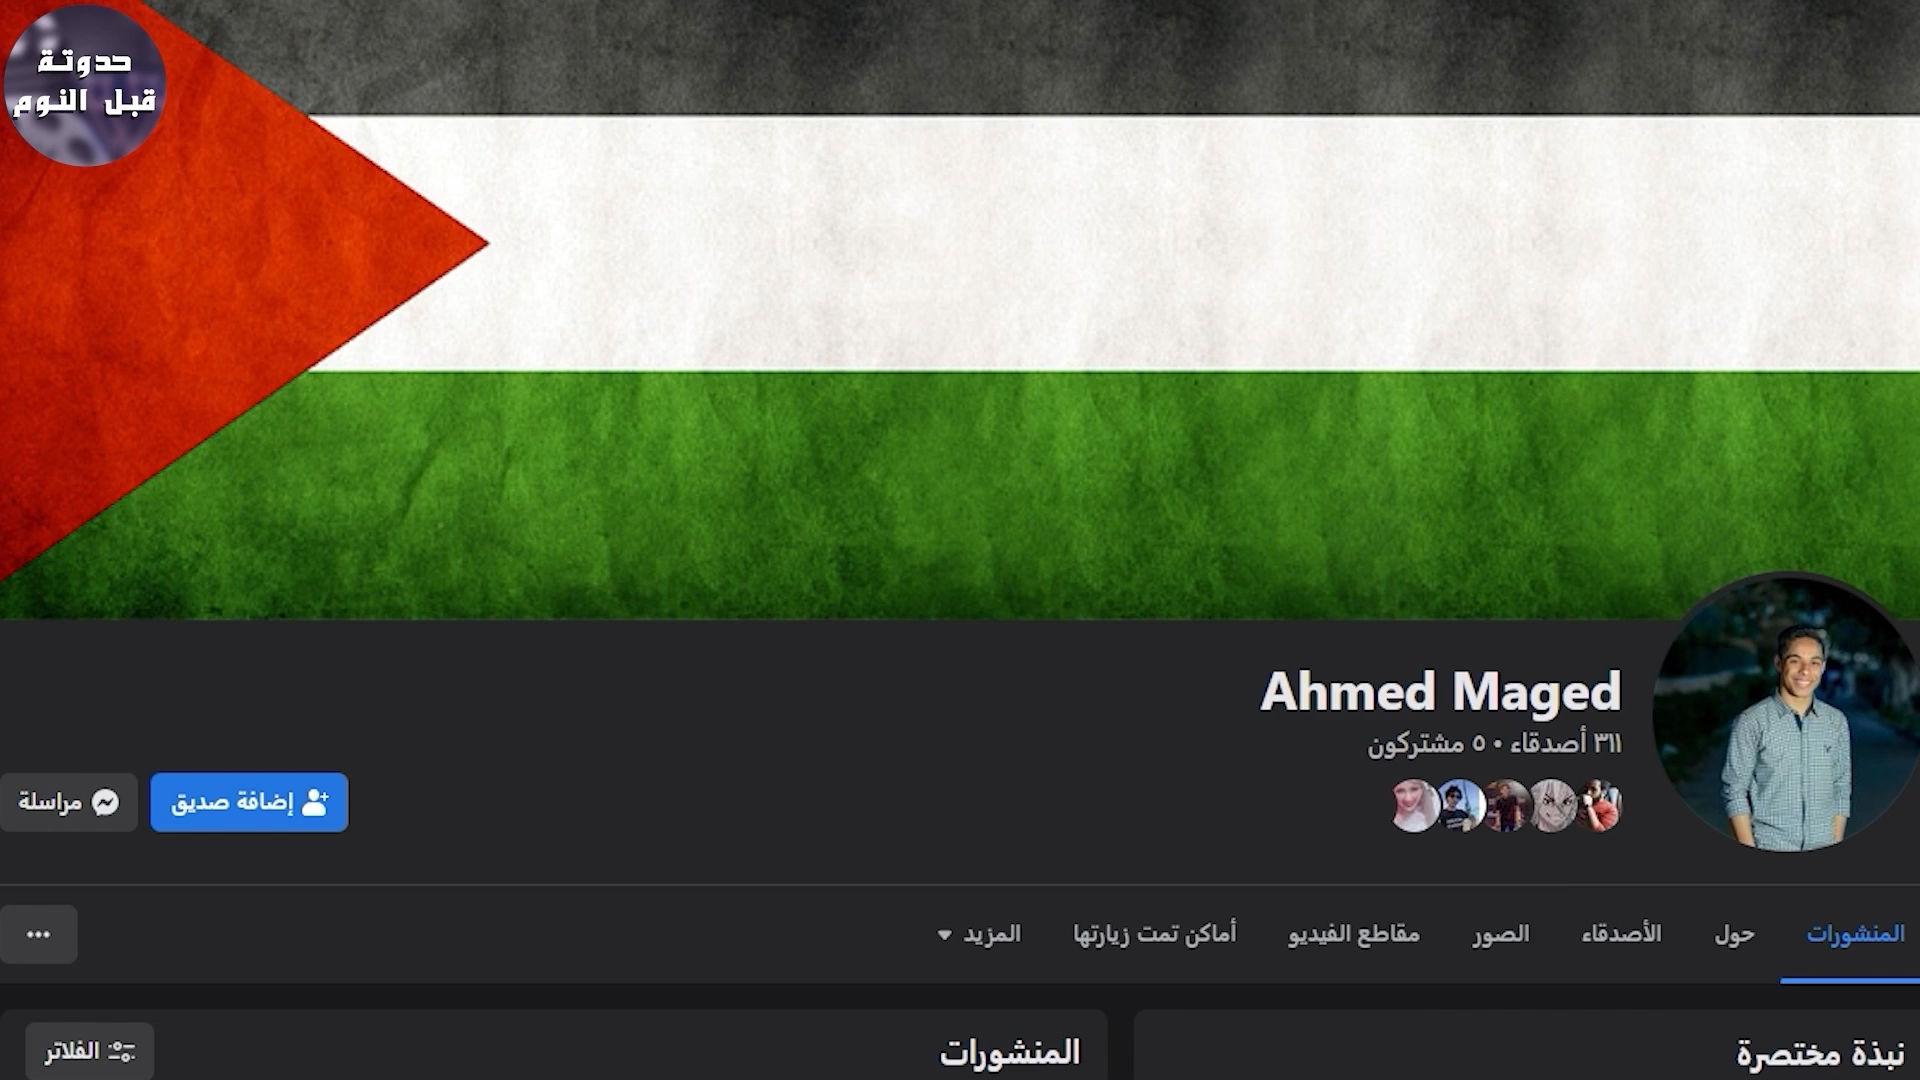 حدوتة
قبل النوم
Ahmed Maged
٣١١ أصدقاء • ٥ مشتركون
إضافة صديق
مراسلة
المنشورات
حول
الأصدقاء
الصور
مقاطع الفيديو
أماكن تمت زيارتها
المزيد
نبذة مختصرة
المنشورات
الفلاتر